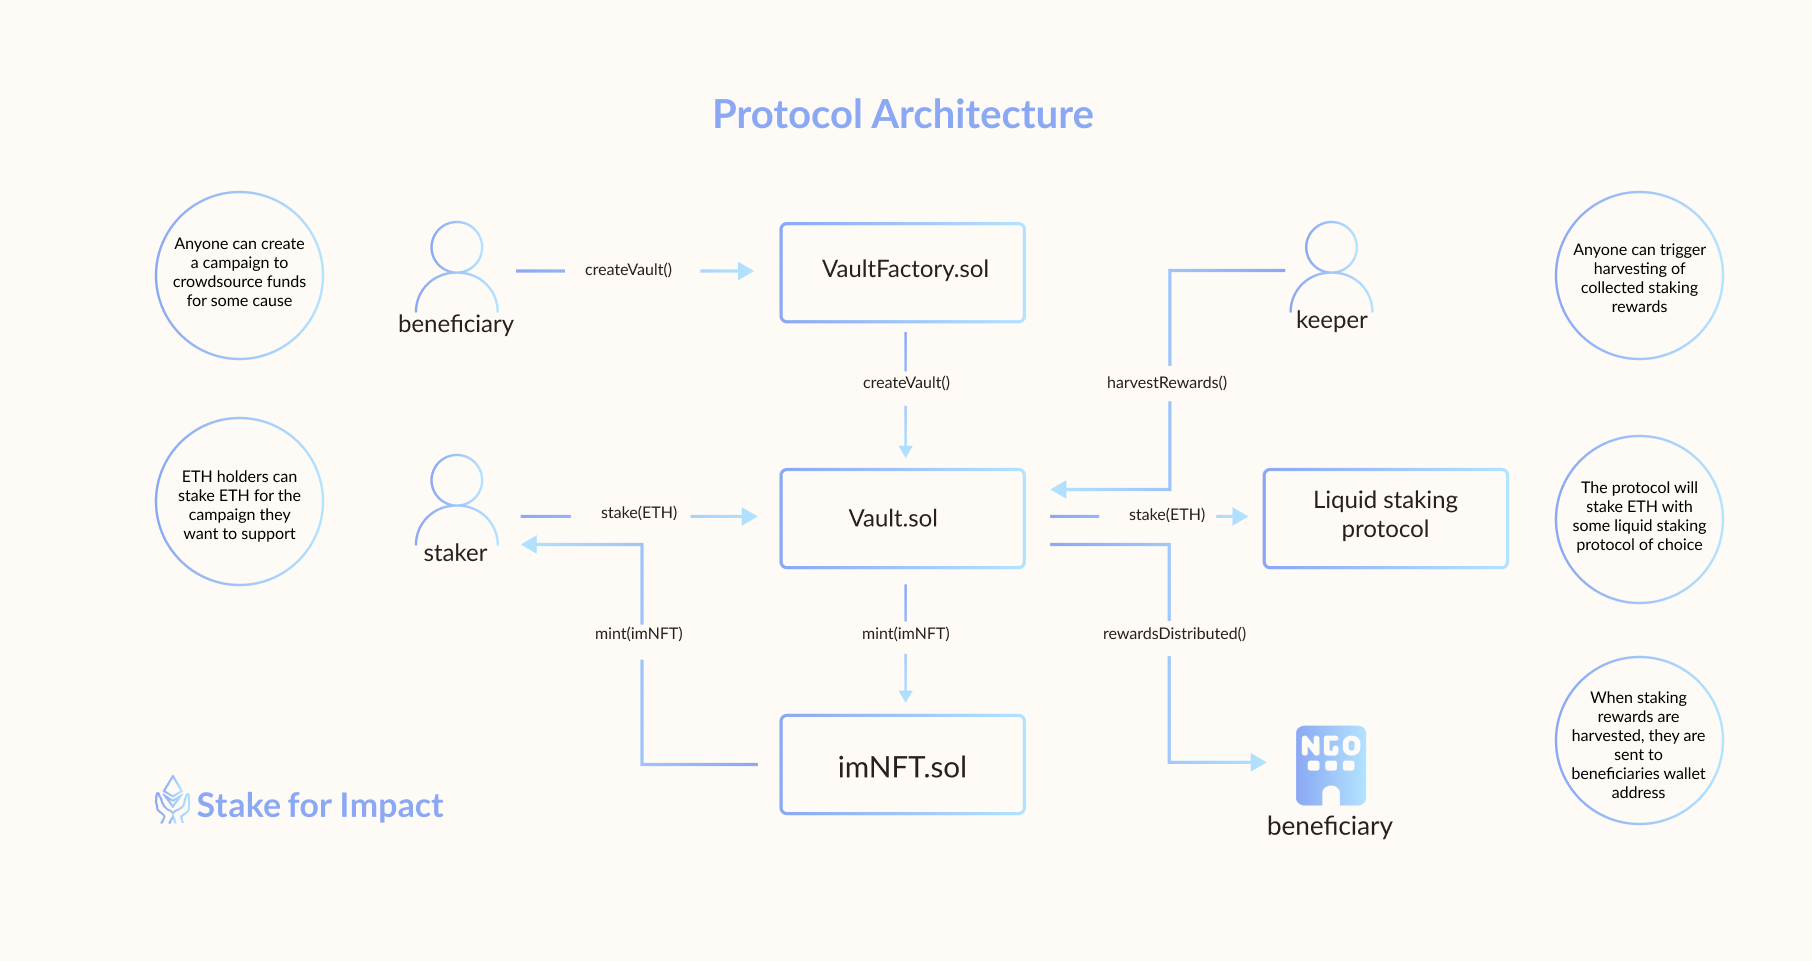 Protocol Architecture
Anyone can create
a campaign to
crowdsource funds
for some cause
beneficiary
createVault()
VaultFactory.sol
keeper
Anyone can trigger
harvesting of
collected staking
rewards
createVault()
harvestRewards()
ETH holders can
stake ETH for the
campaign they
want to support
staker
stake(ETH)
Vault.sol
stake(ETH)
Liquid staking
protocol
The protocol will
stake ETH with
some liquid staking
protocol of choice
mint(imNFT)
mint(imNFT)
rewardsDistributed()
imNFT.sol
NGO
beneficiary
When staking
rewards are
harvested, they are
sent to
beneficiaries wallet
address
Stake for Impact